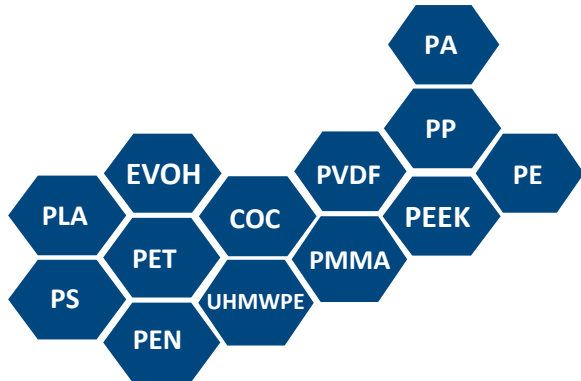 PA
PP
EVOH
PVDF
PE
PLA
COC
PEEK
PET
PMMA
PS
UHMWPE
PEN